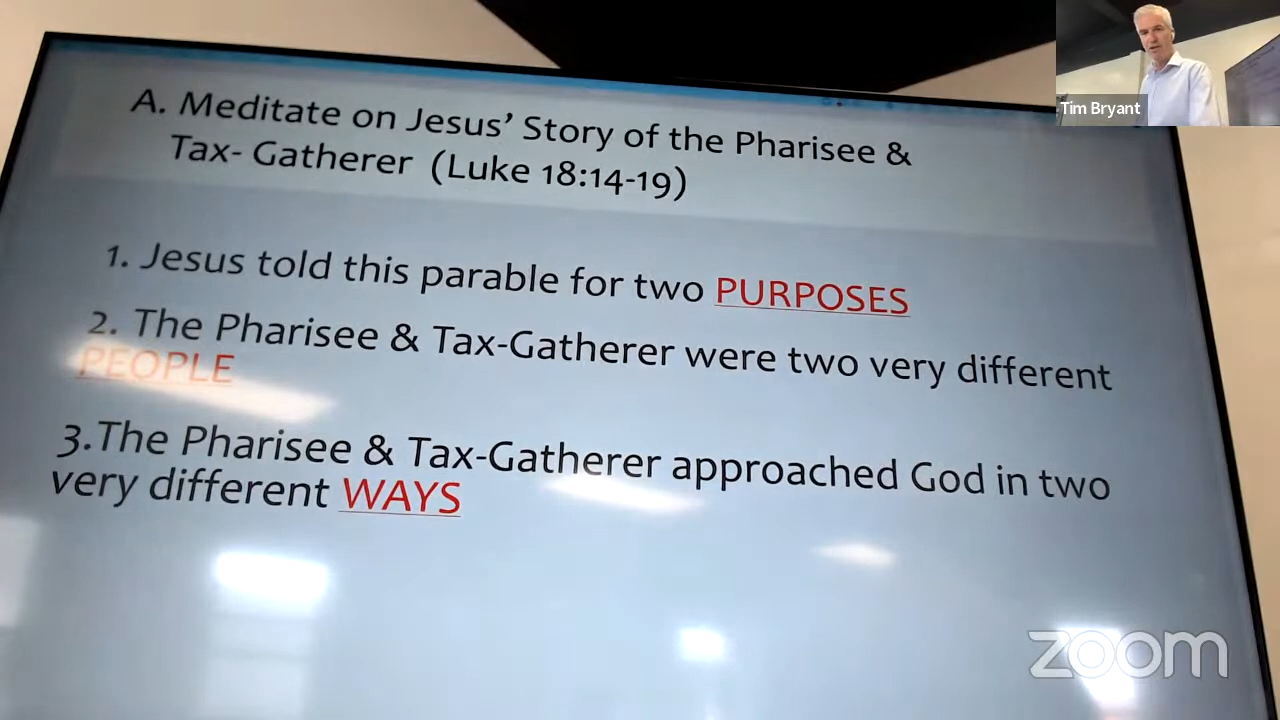 A. Meditate on Jesus' Story of the Pharisee &
Tax- Gatherer (Luke 18:14-19)
1. Jesus told this parable for two PURPOSES
2. The Pharisee & Tax-Gatherer were two very different
PEOPLE
3.The Pharisee & Tax-Gatherer approached God in two
very different WAYS
Tim Bryant
zoom